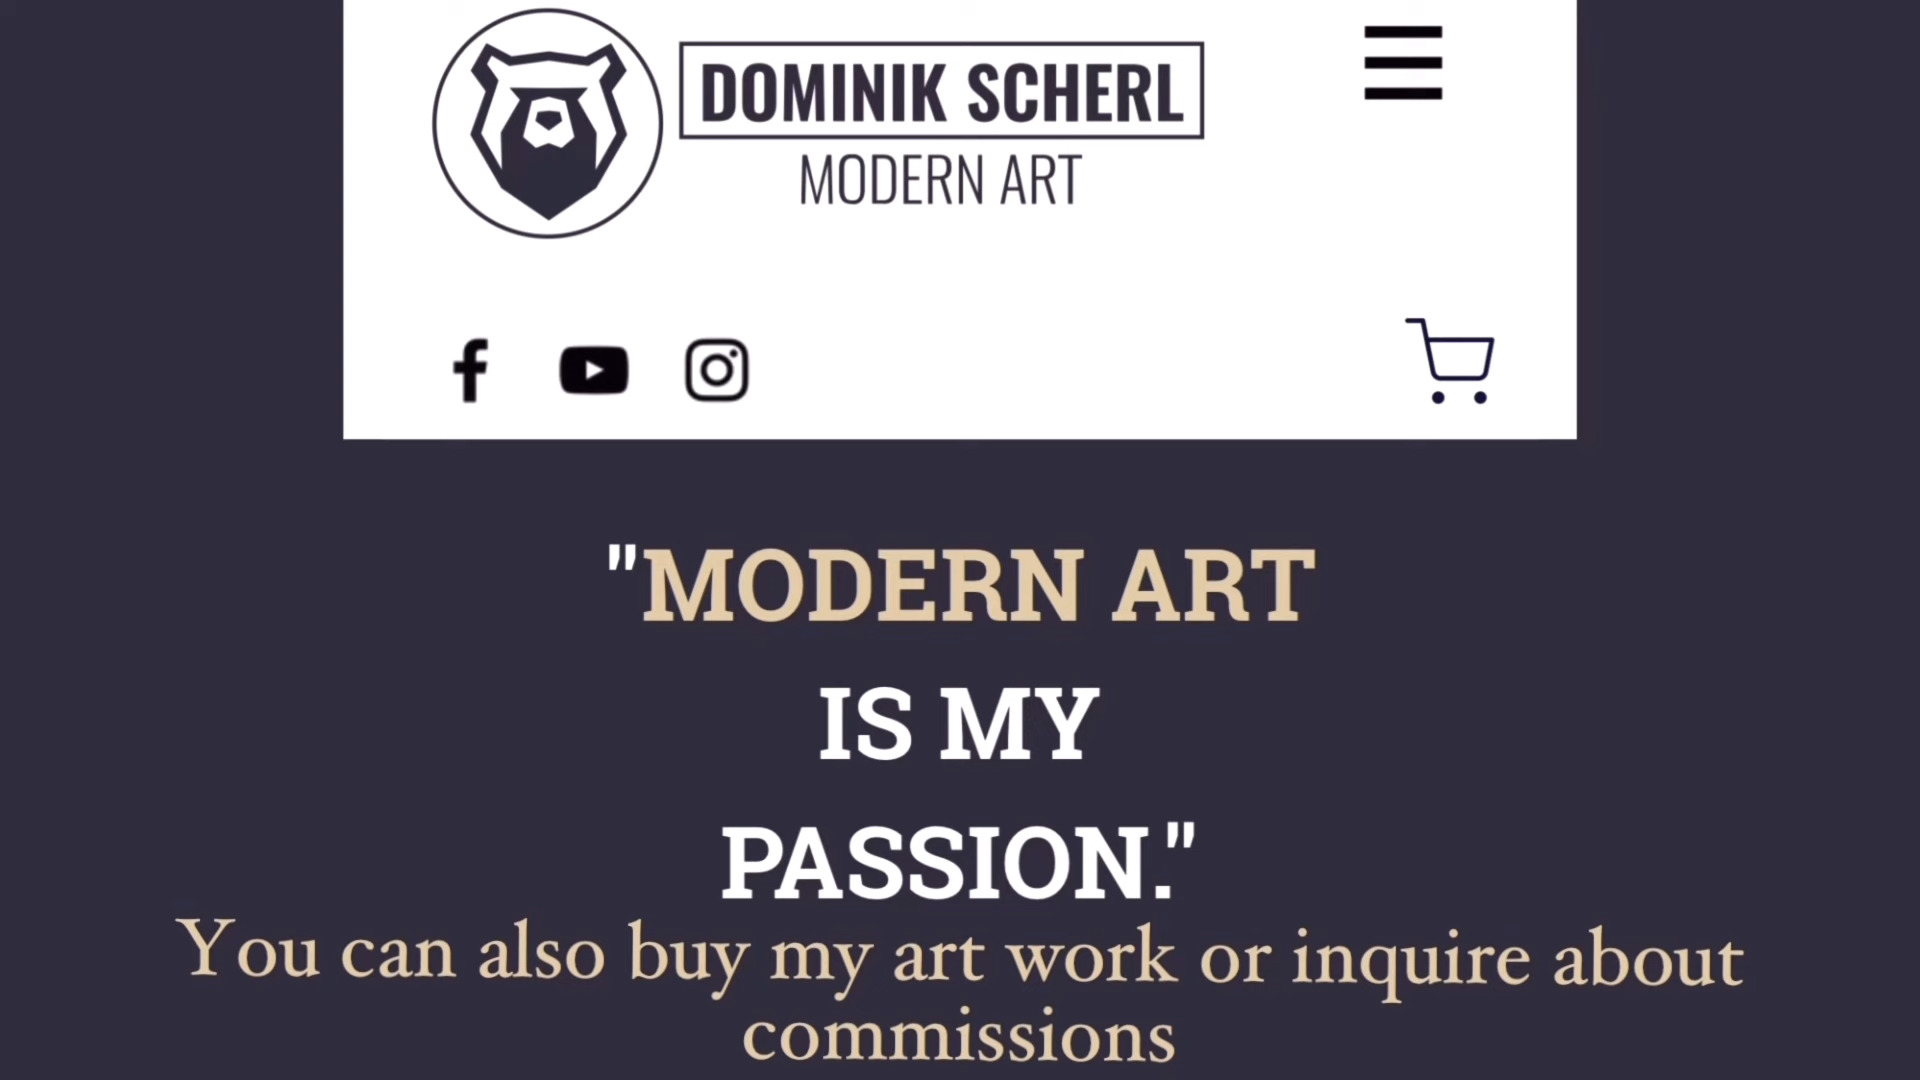 DOMINIK SCHERL
MODERN ART
"MODERN ART
IS MY
PASSION."
You can also buy my art work or inquire about
commissions